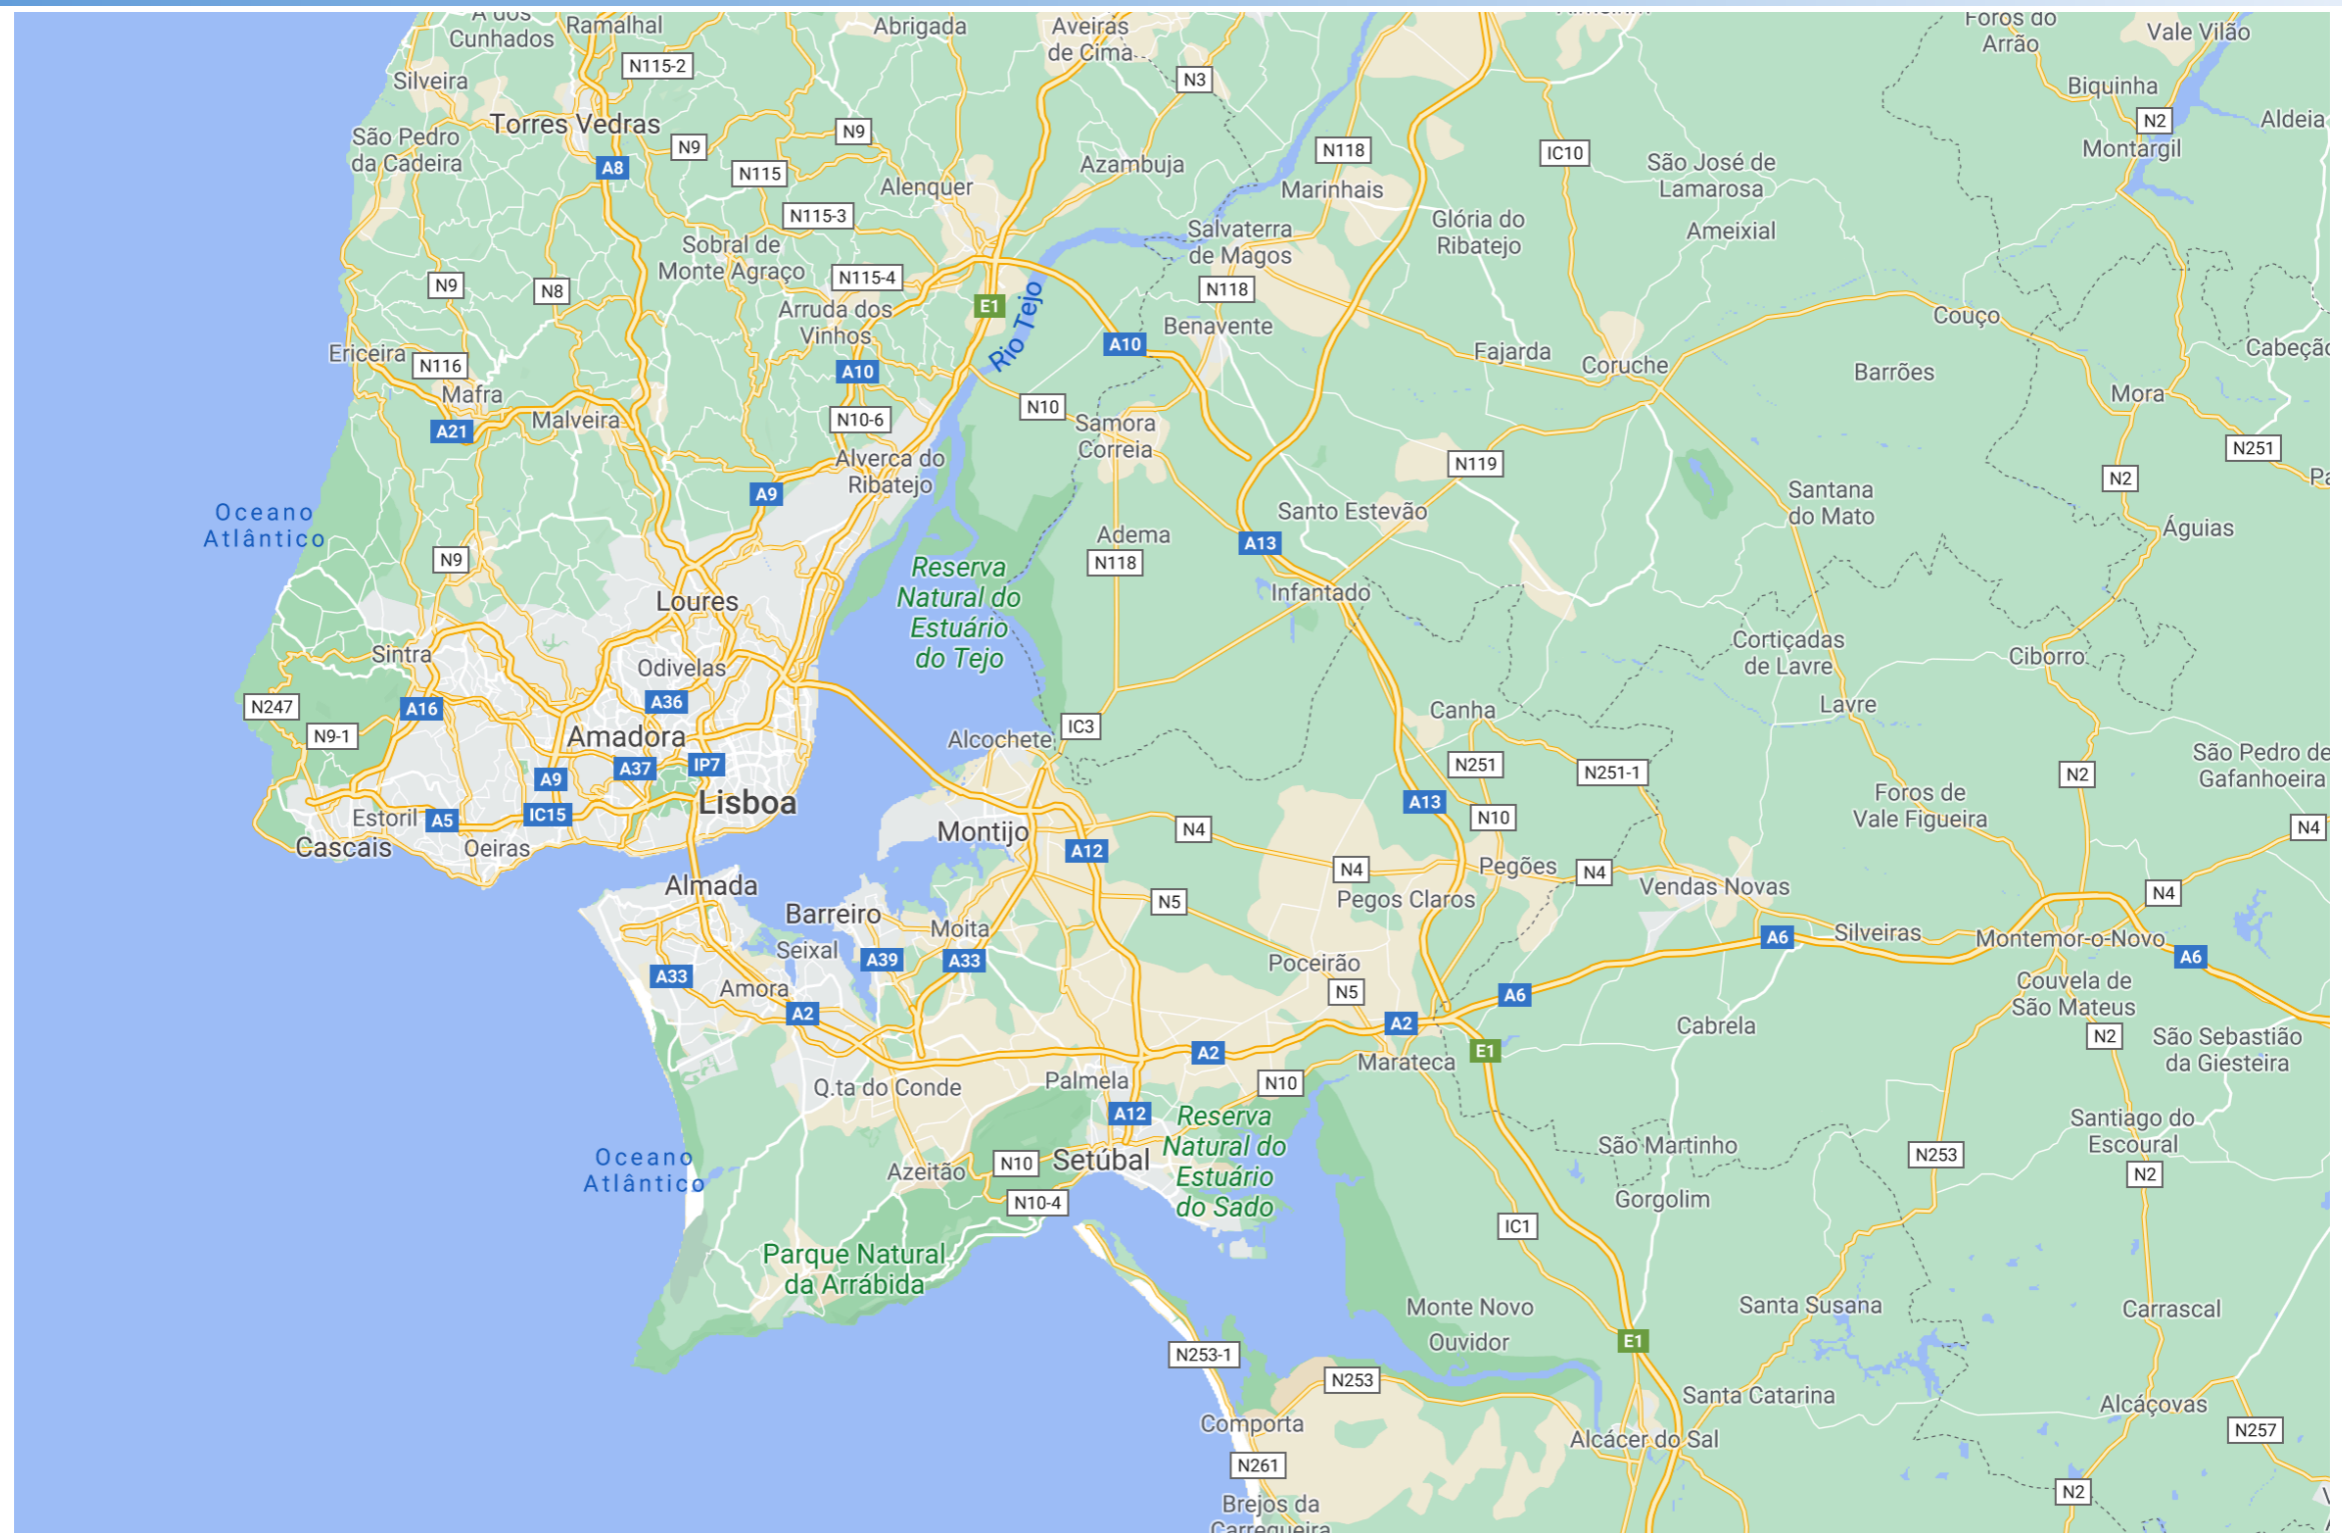 A dos
Cunhados
Ramalhal
Abrigada
Aveiras
de Cima
Foros do
Arrão
Vale Vilão
N115-2
Silveira
N3
Biquinha
N2
Aldeia
Torres Vedras
São Pedro
da Cadeira
N9
N9
A8
N115
Azambuja
N118
Marinhais
IC10
São José de
Lamarosa
Montargil
Alenquer
N115-3
Glória do
Ribatejo
Ameixial
Salvaterra
de Magos
Sobral de
Monte Agraço
N115-4
N9
N8
N118
E1
Rio Tejo
Arruda dos
Vinhos
Benavente
Couço
A10
Ericeira
N116
A10
Fajarda
Coruche
Barrões
Cabeção
Mafra
Malveira
A21
N10-6
N10
Samora
Correia
Mora
N251
N119
N2
Alverca do
Ribatejo
A9
Santana
do Mato
Oceano
Atlântico
Santo Estevão
Águias
Adema
A13
N9
N118
Reserva
Natural do
Estuário
do Tejo
Infantado
Loures
Cortiçadas
de Lavre
Ciborro
Sintra
Odivelas
N247
A16
A36
Lavre
Canha
N9-1
Amadora
IC3
Alcochete
A9
A37
IP7
N251
N251-1
N2
São Pedro de
Gafanhoeira
Lisboa
A13
N10
Foros de
Vale Figueira
Estoril
A5
IC15
Cascais
Oeiras
Montijo
A12
N4
N4
N4
Pegões
N4
Almada
Vendas Novas
N4
Pegos Claros
N5
Barreiro
Moita
Seixal
A39
A33
A6
Silveiras
Montemor-o-Novo
A6
A33
Poceirão
N5
Amora
A2
A6
Couvela de
São Mateus
A2
Cabrela
N2
São Sebastião
da Giesteira
A2
E1
Marateca
Q.ta do Conde
Palmela
N10
A12
Reserva
Natural do
Estuário
do Sado
Santiago do
Escoural
São Martinho
N253
Oceano
Atlântico
Azeitão
N10
Setúbal
N10-4
N2
Gorgolim
IC1
Parque Natural
da Arrábida
Monte Novo
Ouvidor
Santa Susana
Carrascal
E1
N253-1
N253
Santa Catarina
Alcáçovas
Comporta
Alcácer do Sal
N257
N261
N2
Brejos da
Carregueira